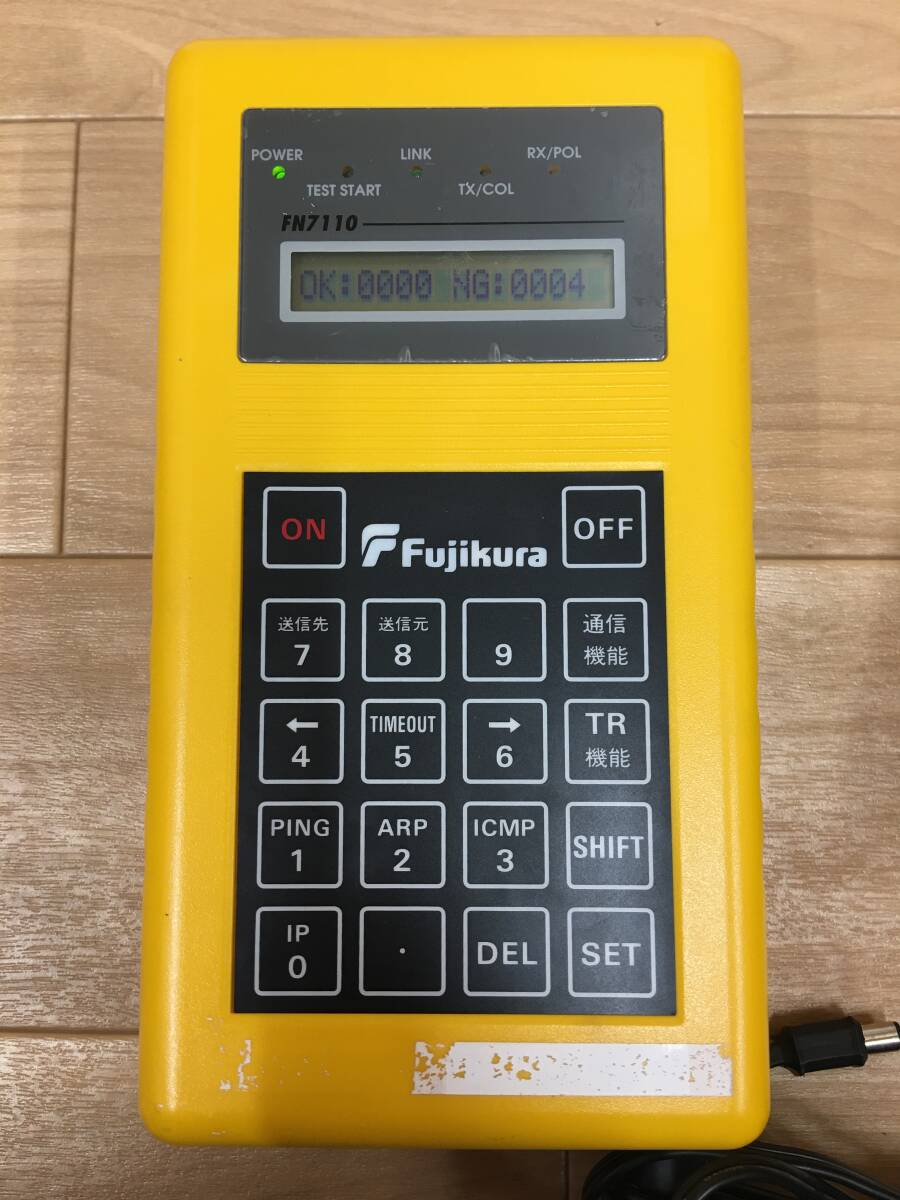 POWER
LINK
RX/POL
TEST START
TX/COL
FN7110
OK:0000 NG:0004
ON
Fujikura
OFF
送信先
7
送信元
8
9
通信
機能
←
4
TIMEOUT
5
→
6
TR
機能
PING
1
ARP
2
ICMP
3
SHIFT
IP
0
.
DEL
SET